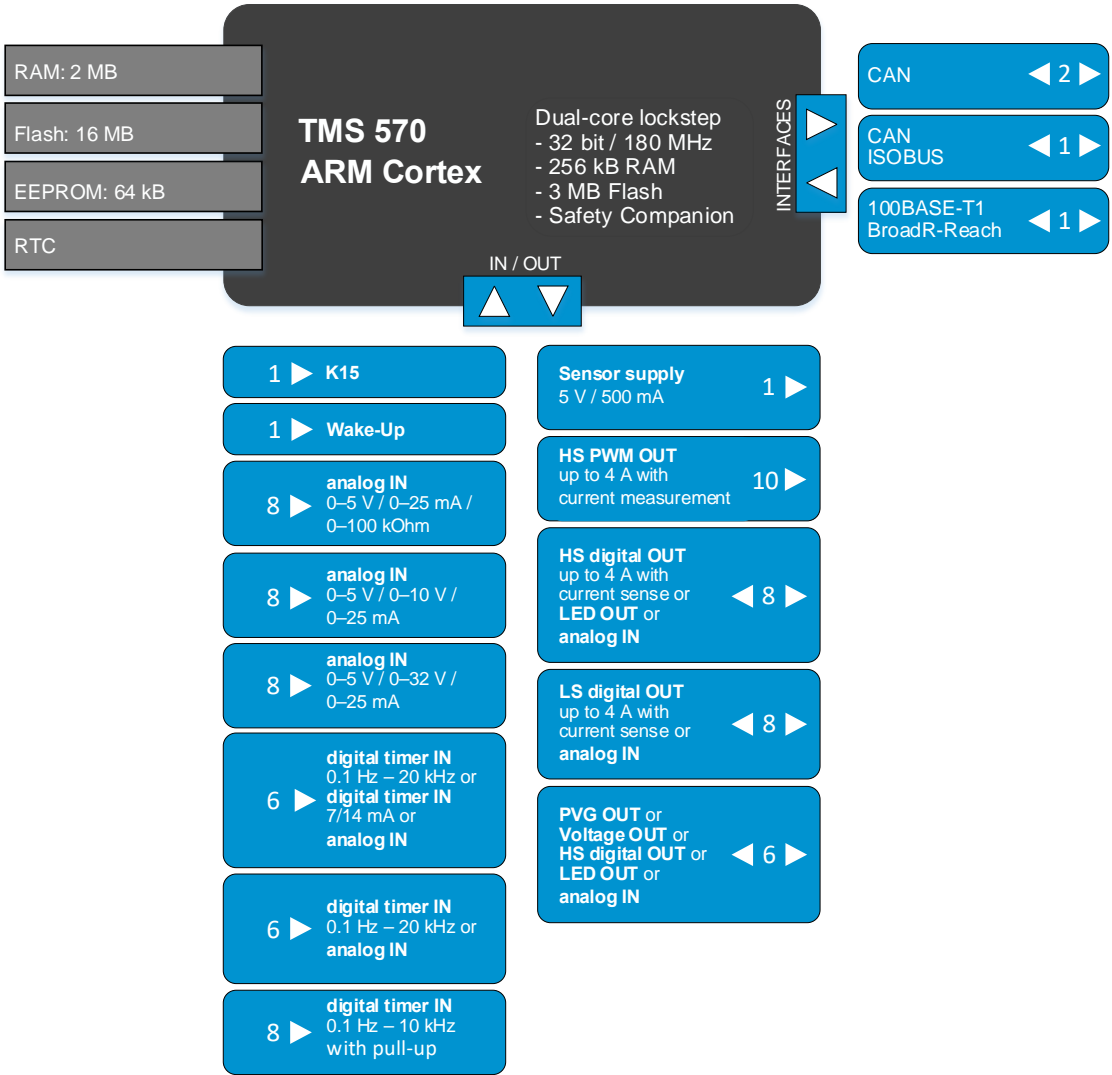 RAM: 2 MB
Flash: 16 MB
EEPROM: 64 kB
RTC
TMS 570
ARM Cortex
Dual-core lockstep
- 32 bit / 180 MHz
- 256 kB RAM
- 3 MB Flash
- Safety Companion
INTERFACES
CAN
2
CAN
ISOBUS
1
100BASE-T1
BroadR-Reach
1
IN / OUT
1
K15
1
Wake-Up
8
analog IN
0–5 V / 0–25 mA /
0–100 kOhm
8
analog IN
0–5 V / 0–10 V /
0–25 mA
8
analog IN
0–5 V / 0–32 V /
0–25 mA
6
digital timer IN
0.1 Hz – 20 kHz or
digital timer IN
7/14 mA or
analog IN
6
digital timer IN
0.1 Hz – 20 kHz or
analog IN
8
digital timer IN
0.1 Hz – 10 kHz
with pull-up
Sensor supply
5 V / 500 mA
1
HS PWM OUT
up to 4 A with
current measurement
10
HS digital OUT
up to 4 A with
current sense or
LED OUT or
analog IN
8
LS digital OUT
up to 4 A with
current sense or
analog IN
8
PVG OUT or
Voltage OUT or
HS digital OUT or
LED OUT or
analog IN
6